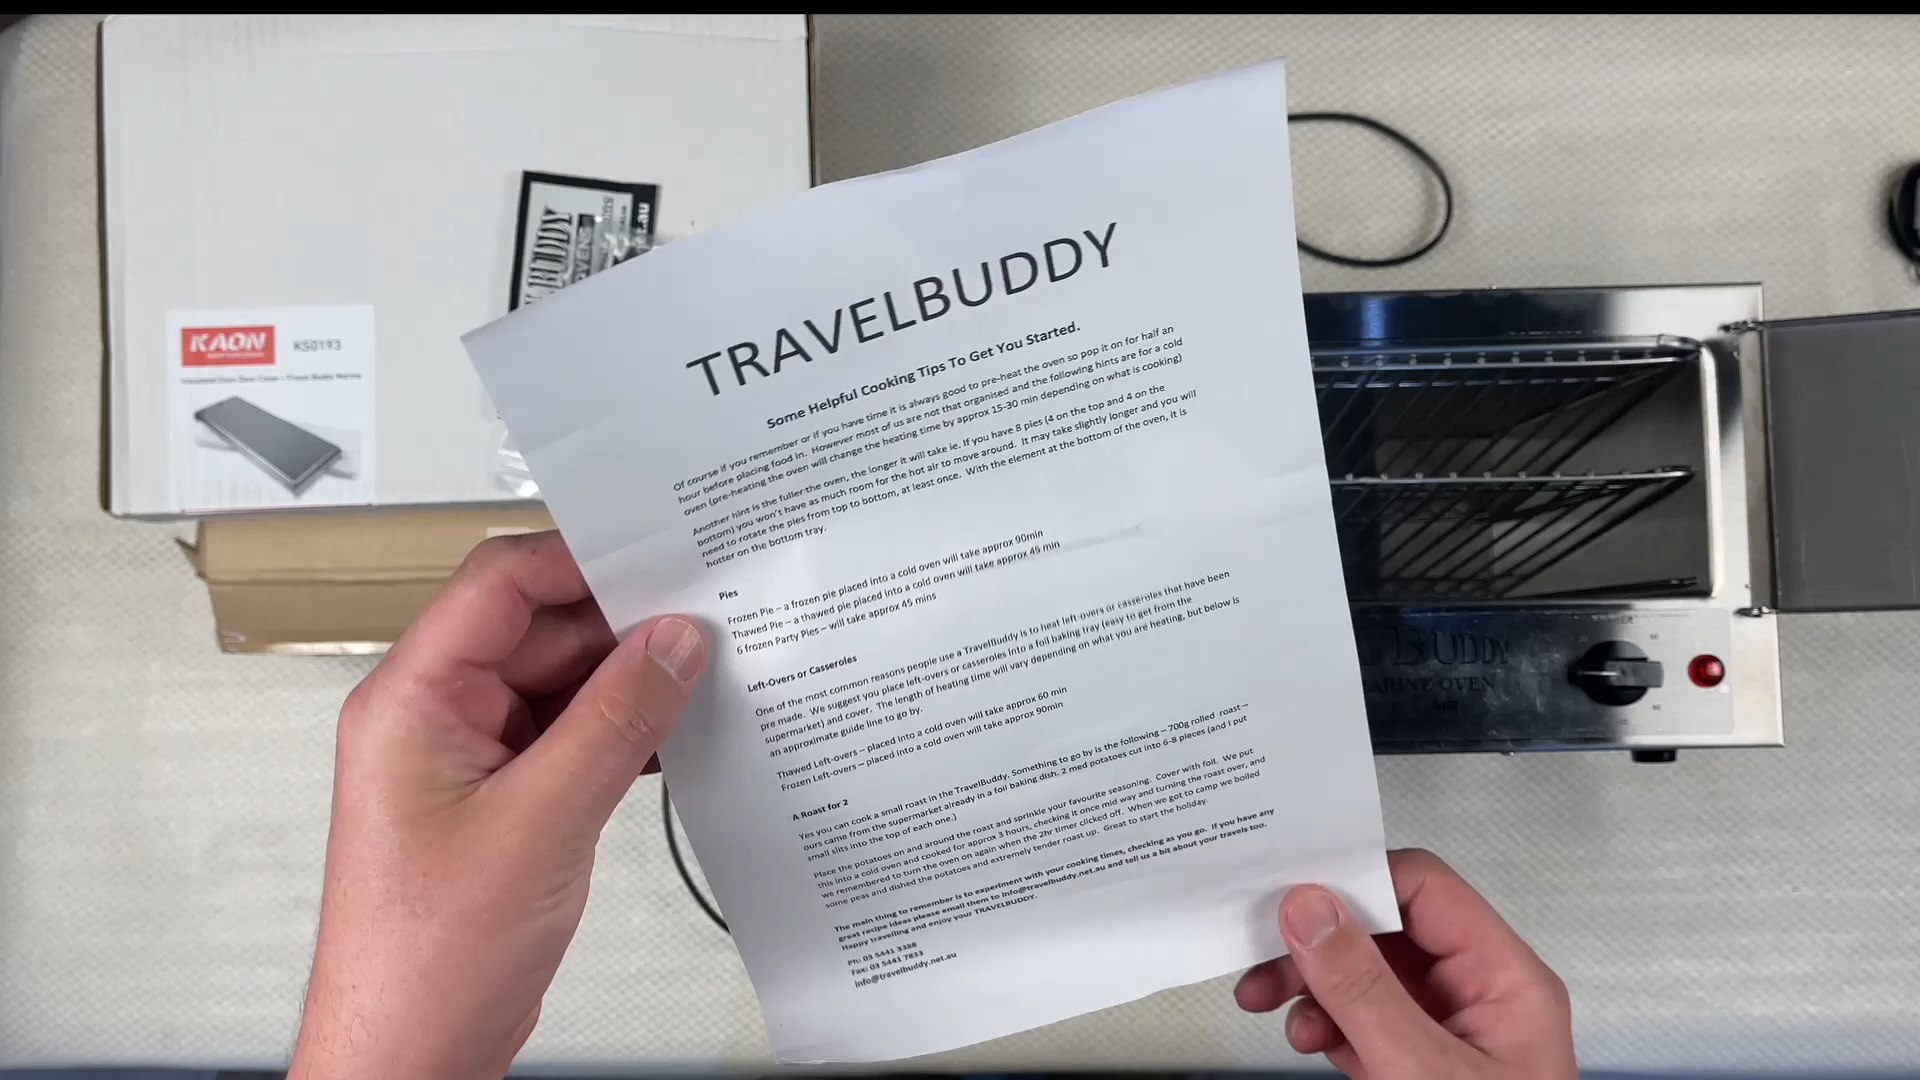 TRAVELBUDDY
Some Helpful Cooking Tips To Get You Started.
Of course if you remember or if you have time it is always good to pre-heat the oven so pop it on for half an
hour before placing food in. However most of us are not that organised and the following hints are for a cold
oven (pre-heating the oven will change the heating time by approx 15-30 min depending on what is cooking)
Another hint is the fuller the oven, the longer it will take ie. If you have 8 pies (4 on the top and 4 on the
bottom) you won't have as much room for the hot air to move around. It may take slightly longer and you will
need to rotate the pies from top to bottom, at least once. With the element at the bottom of the oven, it is
hotter on the bottom tray.
Pies
Frozen Pie – a frozen pie placed into a cold oven will take approx 90min
Thawed Pie – a thawed pie placed into a cold oven will take approx 45 min
6 frozen Party Pies – will take approx 45 mins
Left-Overs or Casseroles
One of the most common reasons people use a TravelBuddy is to heat left-overs or casseroles that have been
pre made. We suggest you place left-overs or casseroles into a foil baking tray (easy to get from the
supermarket) and cover. The length of heating time will vary depending on what you are heating, but below is
an approximate guide line to go by.
Thawed Left-overs – placed into a cold oven will take approx 60 min
Frozen Left-overs – placed into a cold oven will take approx 90min
A Roast for 2
Yes you can cook a small roast in the TravelBuddy. Something to go by is the following – 700g rolled roast–
ours came from the supermarket already in a foil baking dish. 2 med potatoes cut into 6-8 pieces (and I put
small slits into the top of each one.)
Place the potatoes on and around the roast and sprinkle your favourite seasoning. Cover with foil. We put
this into a cold oven and cooked for approx 3 hours, checking it once mid way and turning the roast over, and
we remembered to turn the oven on again when the 2hr timer clicked off. When we got to camp we boiled
some peas and dished the potatoes and extremely tender roast up. Great to start the holiday.
The main thing to remember is to experiment with your cooking times, checking as you go. If you have any
great recipe ideas please email them to info@travelbuddy.net.au and tell us a bit about your travels too.
Happy travelling and enjoy your TRAVELBUDDY.
Ph: 03 5441 3388
Fax: 03 5441 7833
info@travelbuddy.net.au
KAON
KS0193
Insulated Oven Door Cover – Travel Buddy Marine
BUDDY
OVENS
.au
BUDDY
OVEN
60